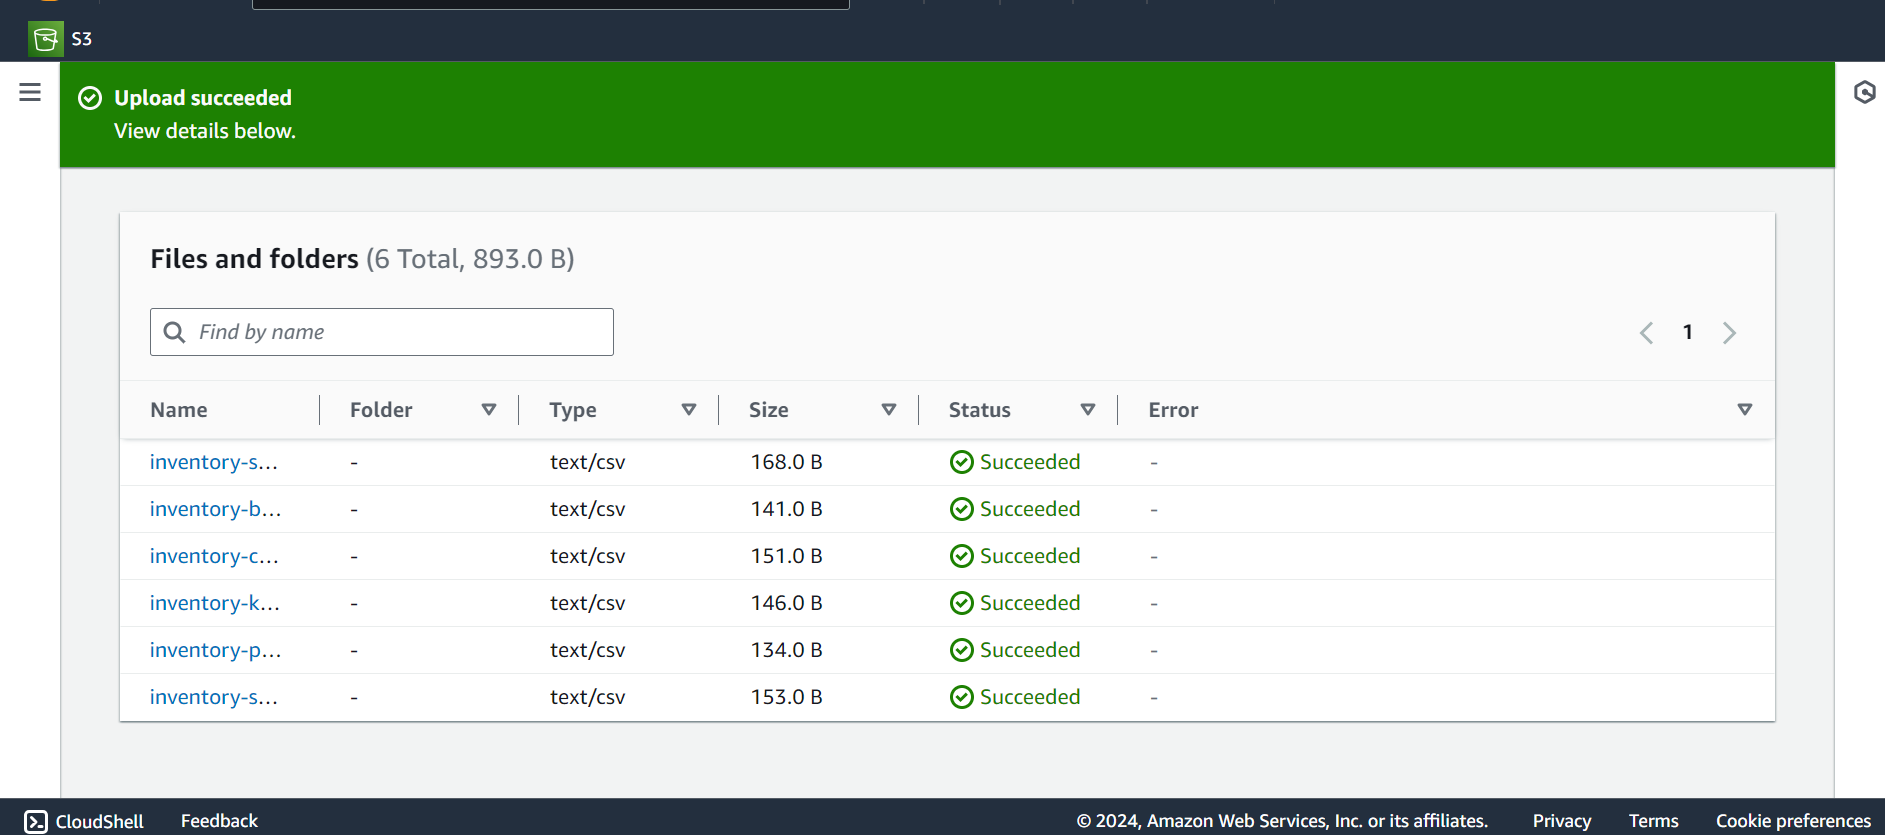 S3
Upload succeeded
View details below.
Files and folders (6 Total, 893.0 B)
Find by name
1
Name Folder Type Size Status Error
inventory-s... - text/csv 168.0 B Succeeded -
inventory-b... - text/csv 141.0 B Succeeded -
inventory-c... - text/csv 151.0 B Succeeded -
inventory-k... - text/csv 146.0 B Succeeded -
inventory-p... - text/csv 134.0 B Succeeded -
inventory-s... - text/csv 153.0 B Succeeded -
CloudShell Feedback © 2024, Amazon Web Services, Inc. or its affiliates. Privacy Terms Cookie preferences